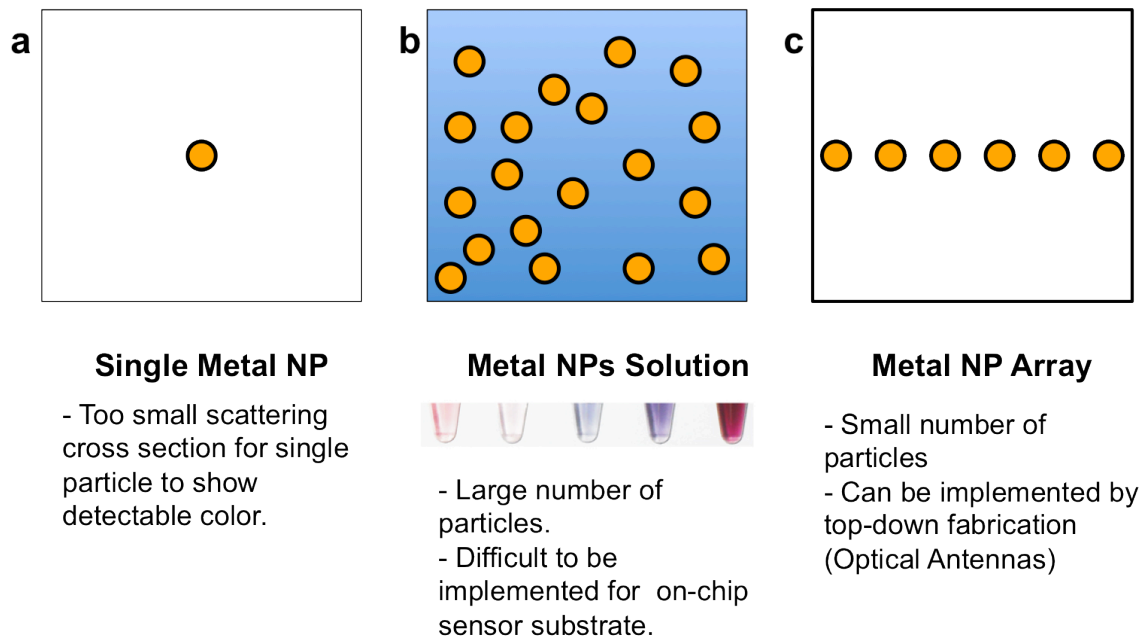 a
b
c
Single Metal NP
- Too small scattering
cross section for single
particle to show
detectable color.
Metal NPs Solution
- Large number of
particles.
- Difficult to be
implemented for  on-chip
sensor substrate.
Metal NP Array
- Small number of
particles
- Can be implemented by
top-down fabrication
(Optical Antennas)